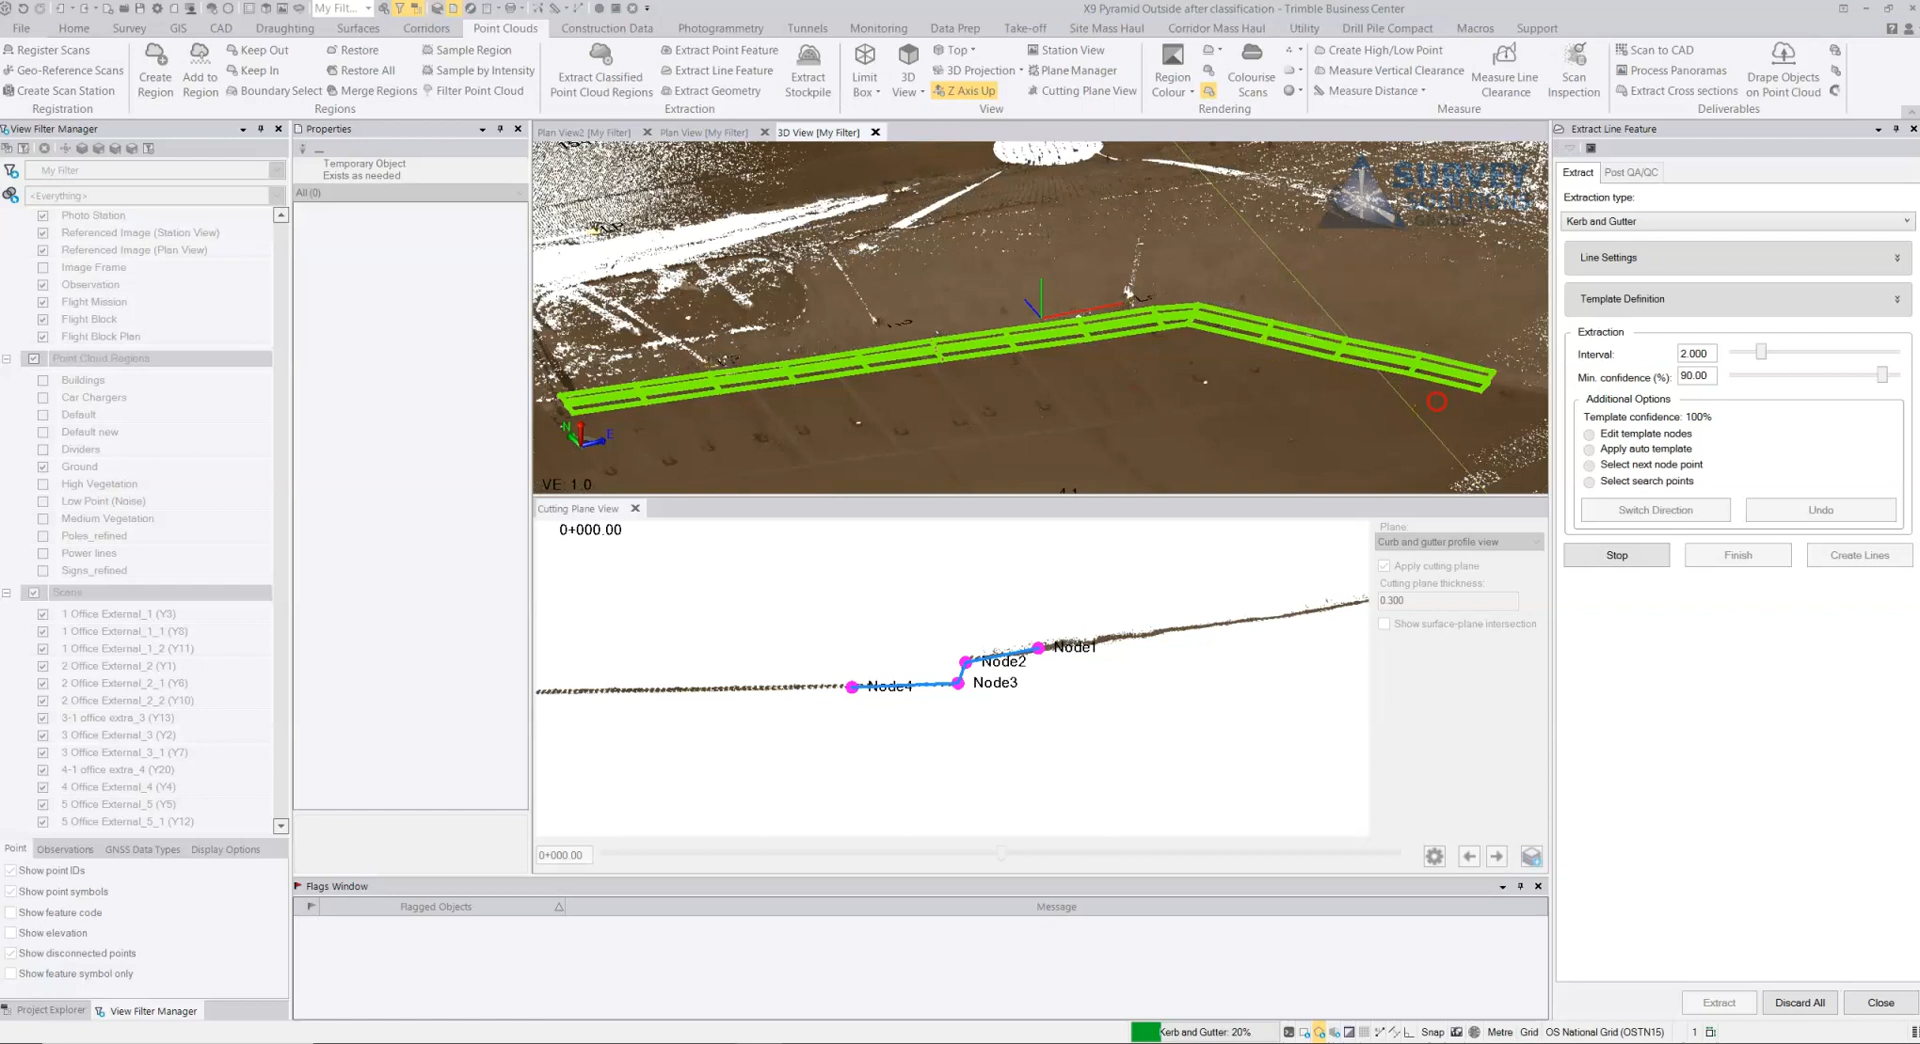 My Filt...
X9 Pyramid Outside after classification - Trimble Business Center
File Home Survey GIS CAD Draughting Surfaces Corridors Point Clouds Construction Data Photogrammetry Tunnels Monitoring Data Prep Take-off Site Mass Haul Corridor Mass Haul Utility Drill Pile Compact Macros Support
Register Scans
Geo-Reference Scans
Create Scan Station
Registration
Create Region
Add to Region
Keep Out
Keep In
Boundary Select
Restore
Restore All
Merge Regions
Sample Region
Sample by Intensity
Filter Point Cloud
Regions
Extract Classified Point Cloud Regions
Extract Point Feature
Extract Line Feature
Extract Geometry
Extract Stockpile
Extraction
Limit Box
3D View
Top
3D Projection
Z Axis Up
Station View
Plane Manager
Cutting Plane View
View
Region Colour
Colourise Scans
Rendering
Create High/Low Point
Measure Vertical Clearance
Measure Distance
Measure Line Clearance
Scan Inspection
Measure
Scan to CAD
Process Panoramas
Extract Cross sections
Drape Objects on Point Cloud
Deliverables
View Filter Manager
My Filter
<Everything>
Photo Station
Referenced Image (Station View)
Referenced Image (Plan View)
Image Frame
Observation
Flight Mission
Flight Block
Flight Block Plan
Point Cloud Regions
Buildings
Car Chargers
Default
Default new
Dividers
Ground
High Vegetation
Low Point (Noise)
Medium Vegetation
Poles_refined
Power lines
Signs_refined
Scans
1 Office External_1 (Y3)
1 Office External_1_1 (Y8)
1 Office External_1_2 (Y11)
2 Office External_2 (Y1)
2 Office External_2_1 (Y6)
2 Office External_2_2 (Y10)
3-1 office extra_3 (Y13)
3 Office External_3 (Y2)
3 Office External_3_1 (Y7)
4-1 office extra_4 (Y20)
4 Office External_4 (Y4)
5 Office External_5 (Y5)
5 Office External_5_1 (Y12)
Point Observations GNSS Data Types Display Options
Show point IDs
Show point symbols
Show feature code
Show elevation
Show disconnected points
Show feature symbol only
Project Explorer View Filter Manager
Properties
Temporary Object
Exists as needed
All (0)
Plan View2 [My Filter] Plan View [My Filter] 3D View [My Filter]
SURVEY
SOLUTIONS
GROUP
N
E
VE: 1.0
Cutting Plane View
0+000.00
Node1
Node2
Node3
Node4
Plane:
Curb and gutter profile view
Apply cutting plane
Cutting plane thickness:
0.300
Show surface-plane intersection
0+000.00
Flags Window
Flagged Objects Message
Extract Line Feature
Extract Post QA/QC
Extraction type:
Kerb and Gutter
Line Settings
Template Definition
Extraction
Interval: 2.000
Min. confidence (%): 90.00
Additional Options
Template confidence: 100%
Edit template nodes
Apply auto template
Select next node point
Select search points
Switch Direction Undo
Stop Finish Create Lines
Extract Discard All Close
Kerb and Gutter: 20%
Snap Metre Grid OS National Grid (OSTN15) 1